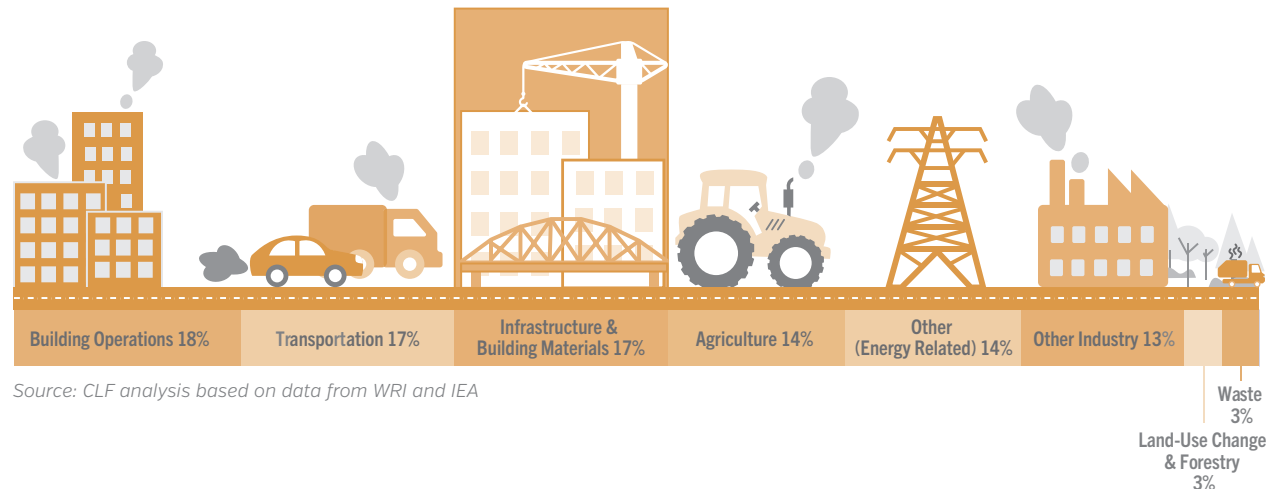 Building Operations 18%
Transportation 17%
Infrastructure &
Building Materials 17%
Agriculture 14%
Other
(Energy Related) 14%
Other Industry 13%
Source: CLF analysis based on data from WRI and IEA
Waste
3%
Land-Use Change
& Forestry
3%